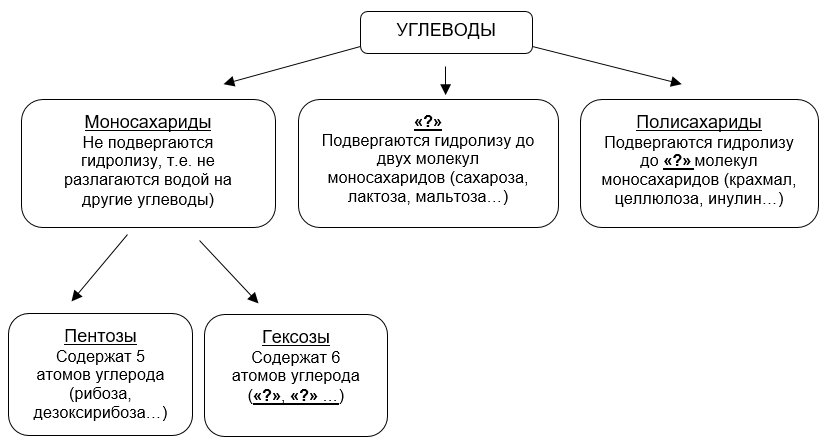 УГЛЕВОДЫ
Моносахариды
Не подвергаются
гидролизу, т.е. не
разлагаются водой на
другие углеводы)
«?»
Подвергаются гидролизу до
двух молекул
моносахаридов (сахароза,
лактоза, мальтоза…)
Полисахариды
Подвергаются гидролизу
до «?» молекул
моносахаридов (крахмал,
целлюлоза, инулин…)
Пентозы
Содержат 5
атомов углерода
(рибоза,
дезоксирибоза…)
Гексозы
Содержат 6
атомов углерода
(«?», «?» …)